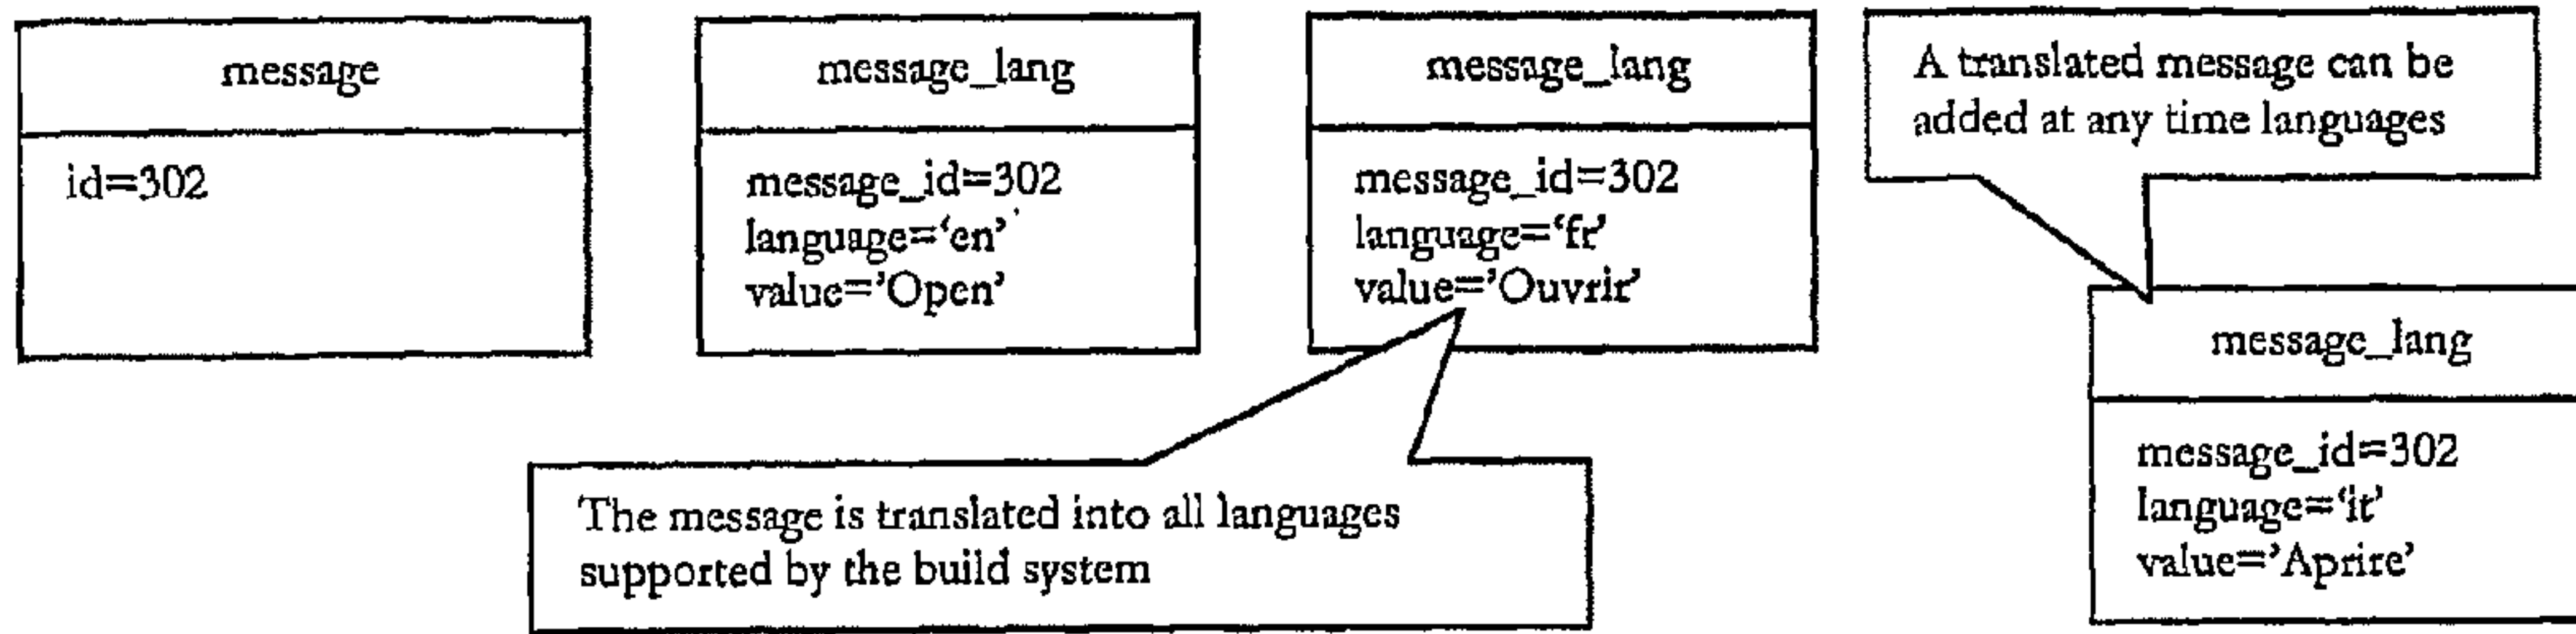 message
id=302
message_lang
message_id=302
language=‘en’
value=’Open’
message_lang
message_id=302
language=‘fr’
value=’Ouvrir’
A translated message can be
added at any time languages
The message is translated into all languages
supported by the build system
message_lang
message_id=302
language=‘it’
value=’Aprire’